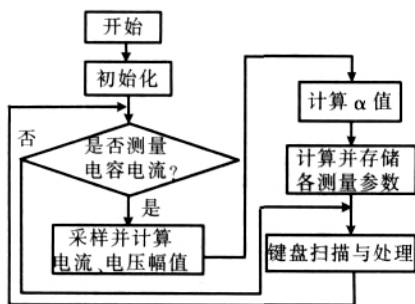 开始
初始化
否
是否测量
电容电流?
是
采样并计算
电流、电压幅值
计算 α 值
计算并存储
各测量参数
键盘扫描与处理